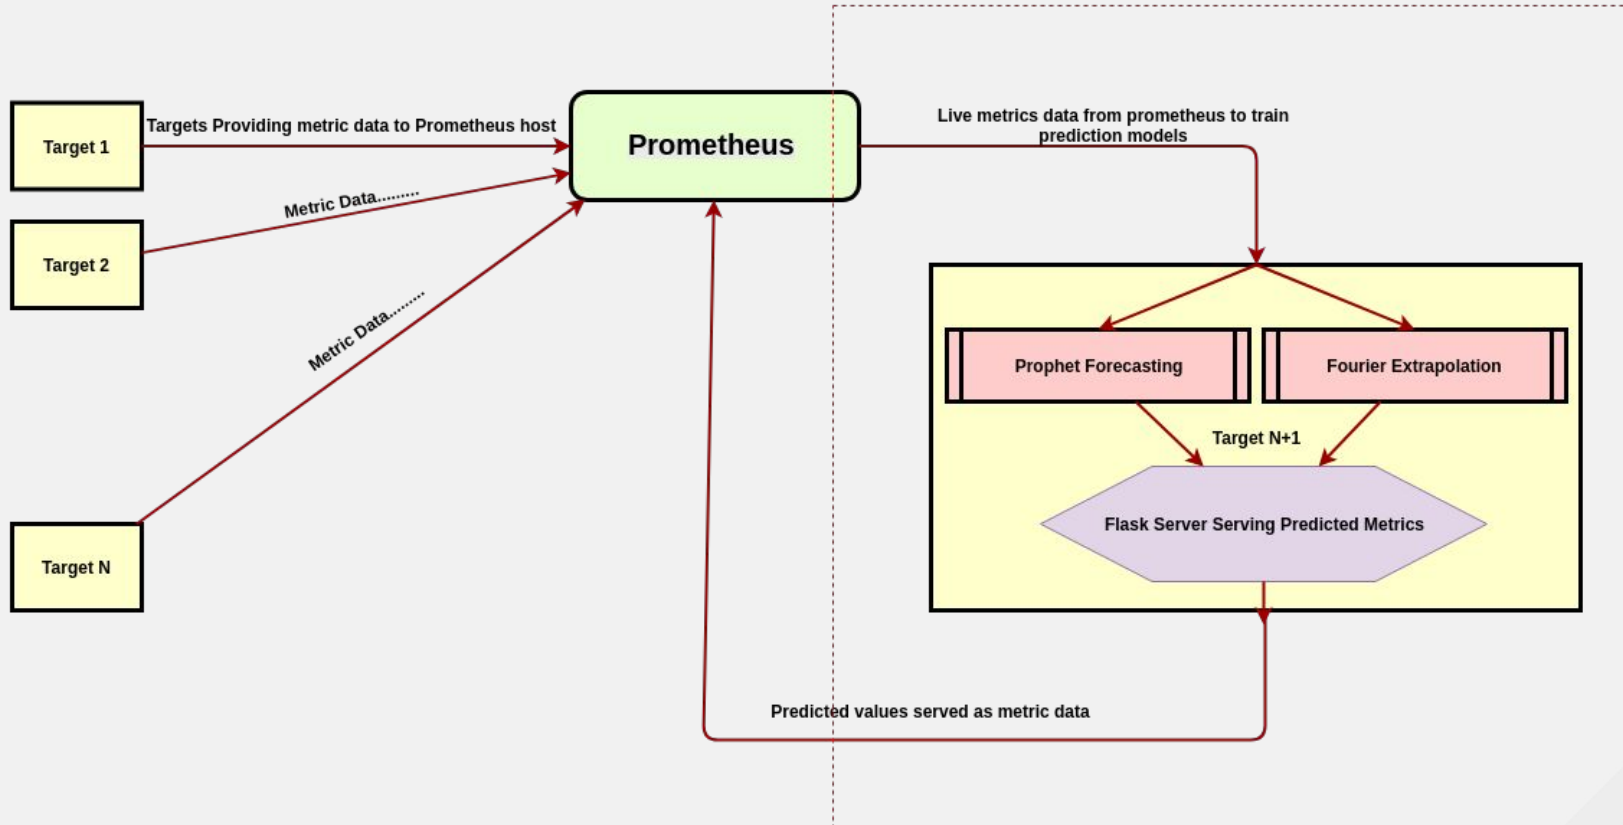 Target 1
Targets Providing metric data to Prometheus host
Prometheus
Live metrics data from prometheus to train
prediction models
Metric Data.........
Target 2
Metric Data.........
Prophet Forecasting
Fourier Extrapolation
Target N+1
Flask Server Serving Predicted Metrics
Target N
Predicted values served as metric data